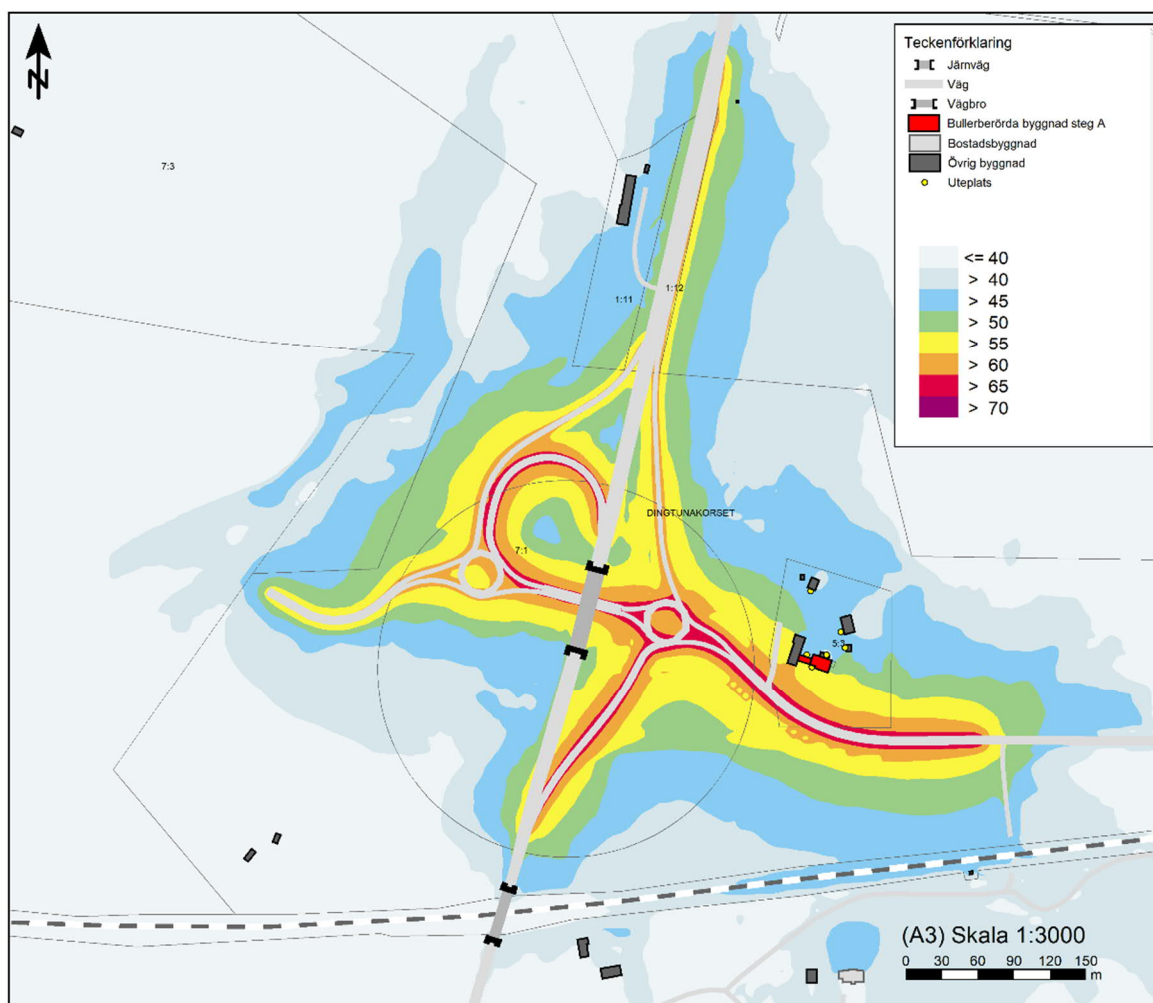 N
Teckenförklaring
Järnväg
Väg
Vägbro
Bullerberörda byggnad steg A
Bostadsbyggnad
Övrig byggnad
Uteplats
<= 40
> 40
> 45
> 50
> 55
> 60
> 65
> 70
7:3
1:11
1:12
DINGTUNAKORSET
7:1
5:3
(A3) Skala 1:3000
0 30 60 90 120 150
m